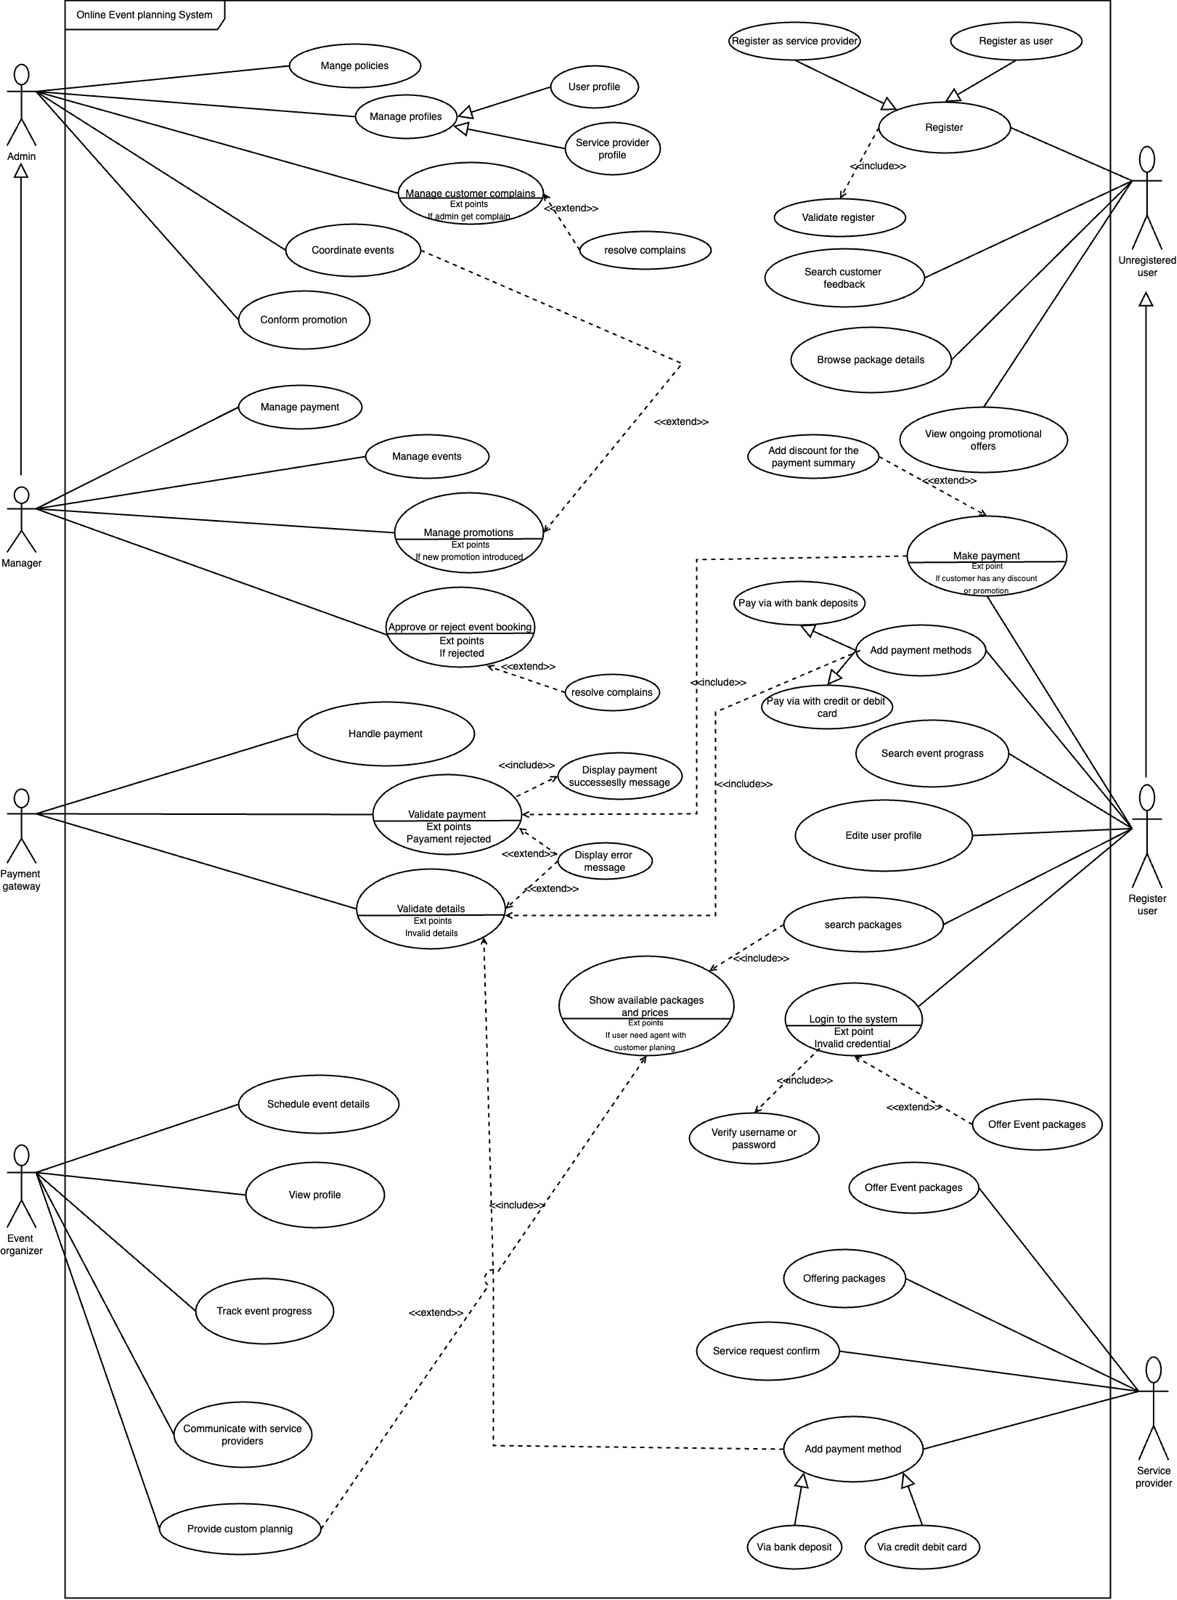 Online Event planning System
Register as service provider
Register as user
Mange policies
User profile
Manage profiles
Register
Service provider
profile
Admin
<<include>>
Manage customer complains
Ext points
If admin get complain
<<extend>>
Validate register
Coordinate events
resolve complains
Unregistered
user
Search customer
feedback
Conform promotion
Browse package details
Manage payment
<<extend>>
View ongoing promotional
offers
Manage events
Add discount for the
payment summary
<<extend>>
Manage promotions
Ext points
If new promotion introduced
Make payment
Ext point
If customer has any discount
or promotion
Manager
Pay via with bank deposits
Approve or reject event booking
Ext points
If rejected
Add payment methods
<<extend>>
<<include>>
resolve complains
Pay via with credit or debit
card
Handle payment
Search event prograss
<<include>>
Display payment
successeslly message
<<include>>
Validate payment
Ext points
Payament rejected
Edite user profile
<<extend>>
Display error
message
Payment
gateway
<<extend>>
Register
user
Validate details
Ext points
Invalid details
search packages
<<include>>
Show available packages
and prices
Ext points
If user need agent with
customer planing
Login to the system
Ext point
Invalid credential
<<include>>
Schedule event details
<<extend>>
Verify username or
password
Offer Event packages
View profile
Offer Event packages
<<include>>
Event
organizer
Offering packages
Track event progress
<<extend>>
Service request confirm
Communicate with service
providers
Add payment method
Service
provider
Provide custom plannig
Via bank deposit
Via credit debit card